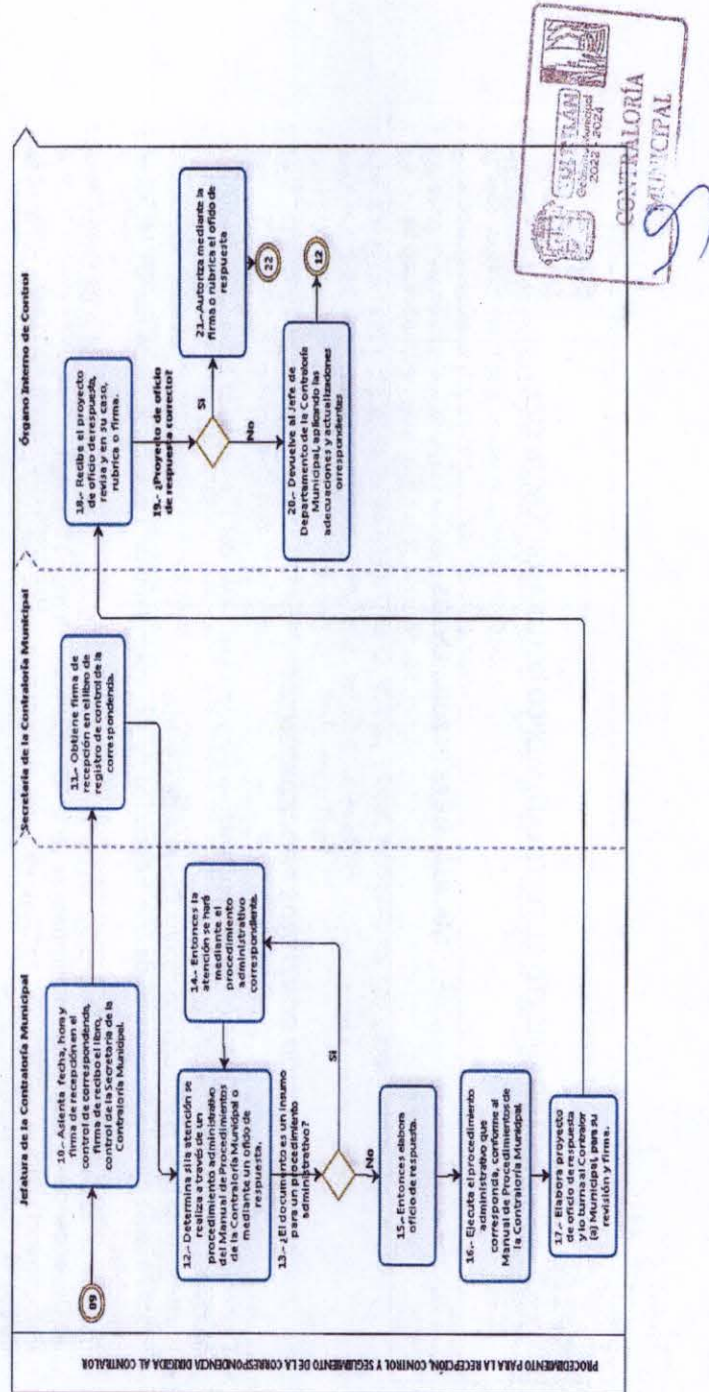 PROCEDIMIENTO PARA LA RECEPCIÓN, CONTROL Y SEGUIMIENTO DE LA CORRESPONDENCIA DIRIGIDA AL CONTRALOR
Jefatura de la Contraloría Municipal
Secretaría de la Contraloría Municipal
Órgano Interno de Control
09
10.- Asienta fecha, hora y
firma de recepción en el
control de correspondencia,
firma de recibo el libro,
control de la Secretaría de la
Contraloría Municipal.
11.- Obtiene firma de
recepción en el libro de
registro de control de la
correspondencia.
12.- Determina si la atención se
realiza a través de un
procedimiento administrativo
del Manual de Procedimientos
de la Contraloría Municipal o
mediante un oficio de
respuesta.
13.- ¿El documento es un insumo
para un procedimiento
administrativo?
Si
14.- Entonces la
atención se hará
mediante el
procedimiento
administrativo
correspondiente.
No
15.- Entonces elabora
oficio de respuesta.
16.- Ejecuta el procedimiento
administrativo que
corresponda, conforme al
Manual de Procedimientos de
la Contraloría Municipal
17.- Elabora proyecto
de oficio de respuesta
y lo turna al Contralor
(a) Municipal, para su
revisión y firma.
18.- Recibe el proyecto
de oficio de respuesta,
revisa y en su caso,
rubrica o firma.
19.- ¿Proyecto de oficio
de respuesta correcto?
Si
21.- Autoriza mediante la
firma o rubrica el oficio de
respuesta
22
No
20.- Devuelve al Jefe de
Departamento de la Contraloría
Municipal, aplicando las
adecuaciones y actualizaciones
orrespondientes
12
2022 - 2024
CONTRALORÍA
MUNICIPAL